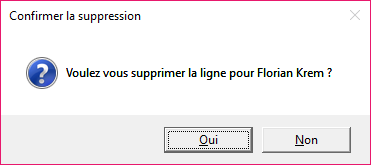 Confirmer la suppression
Voulez vous supprimer la ligne pour Florian Krem ?
Oui
Non